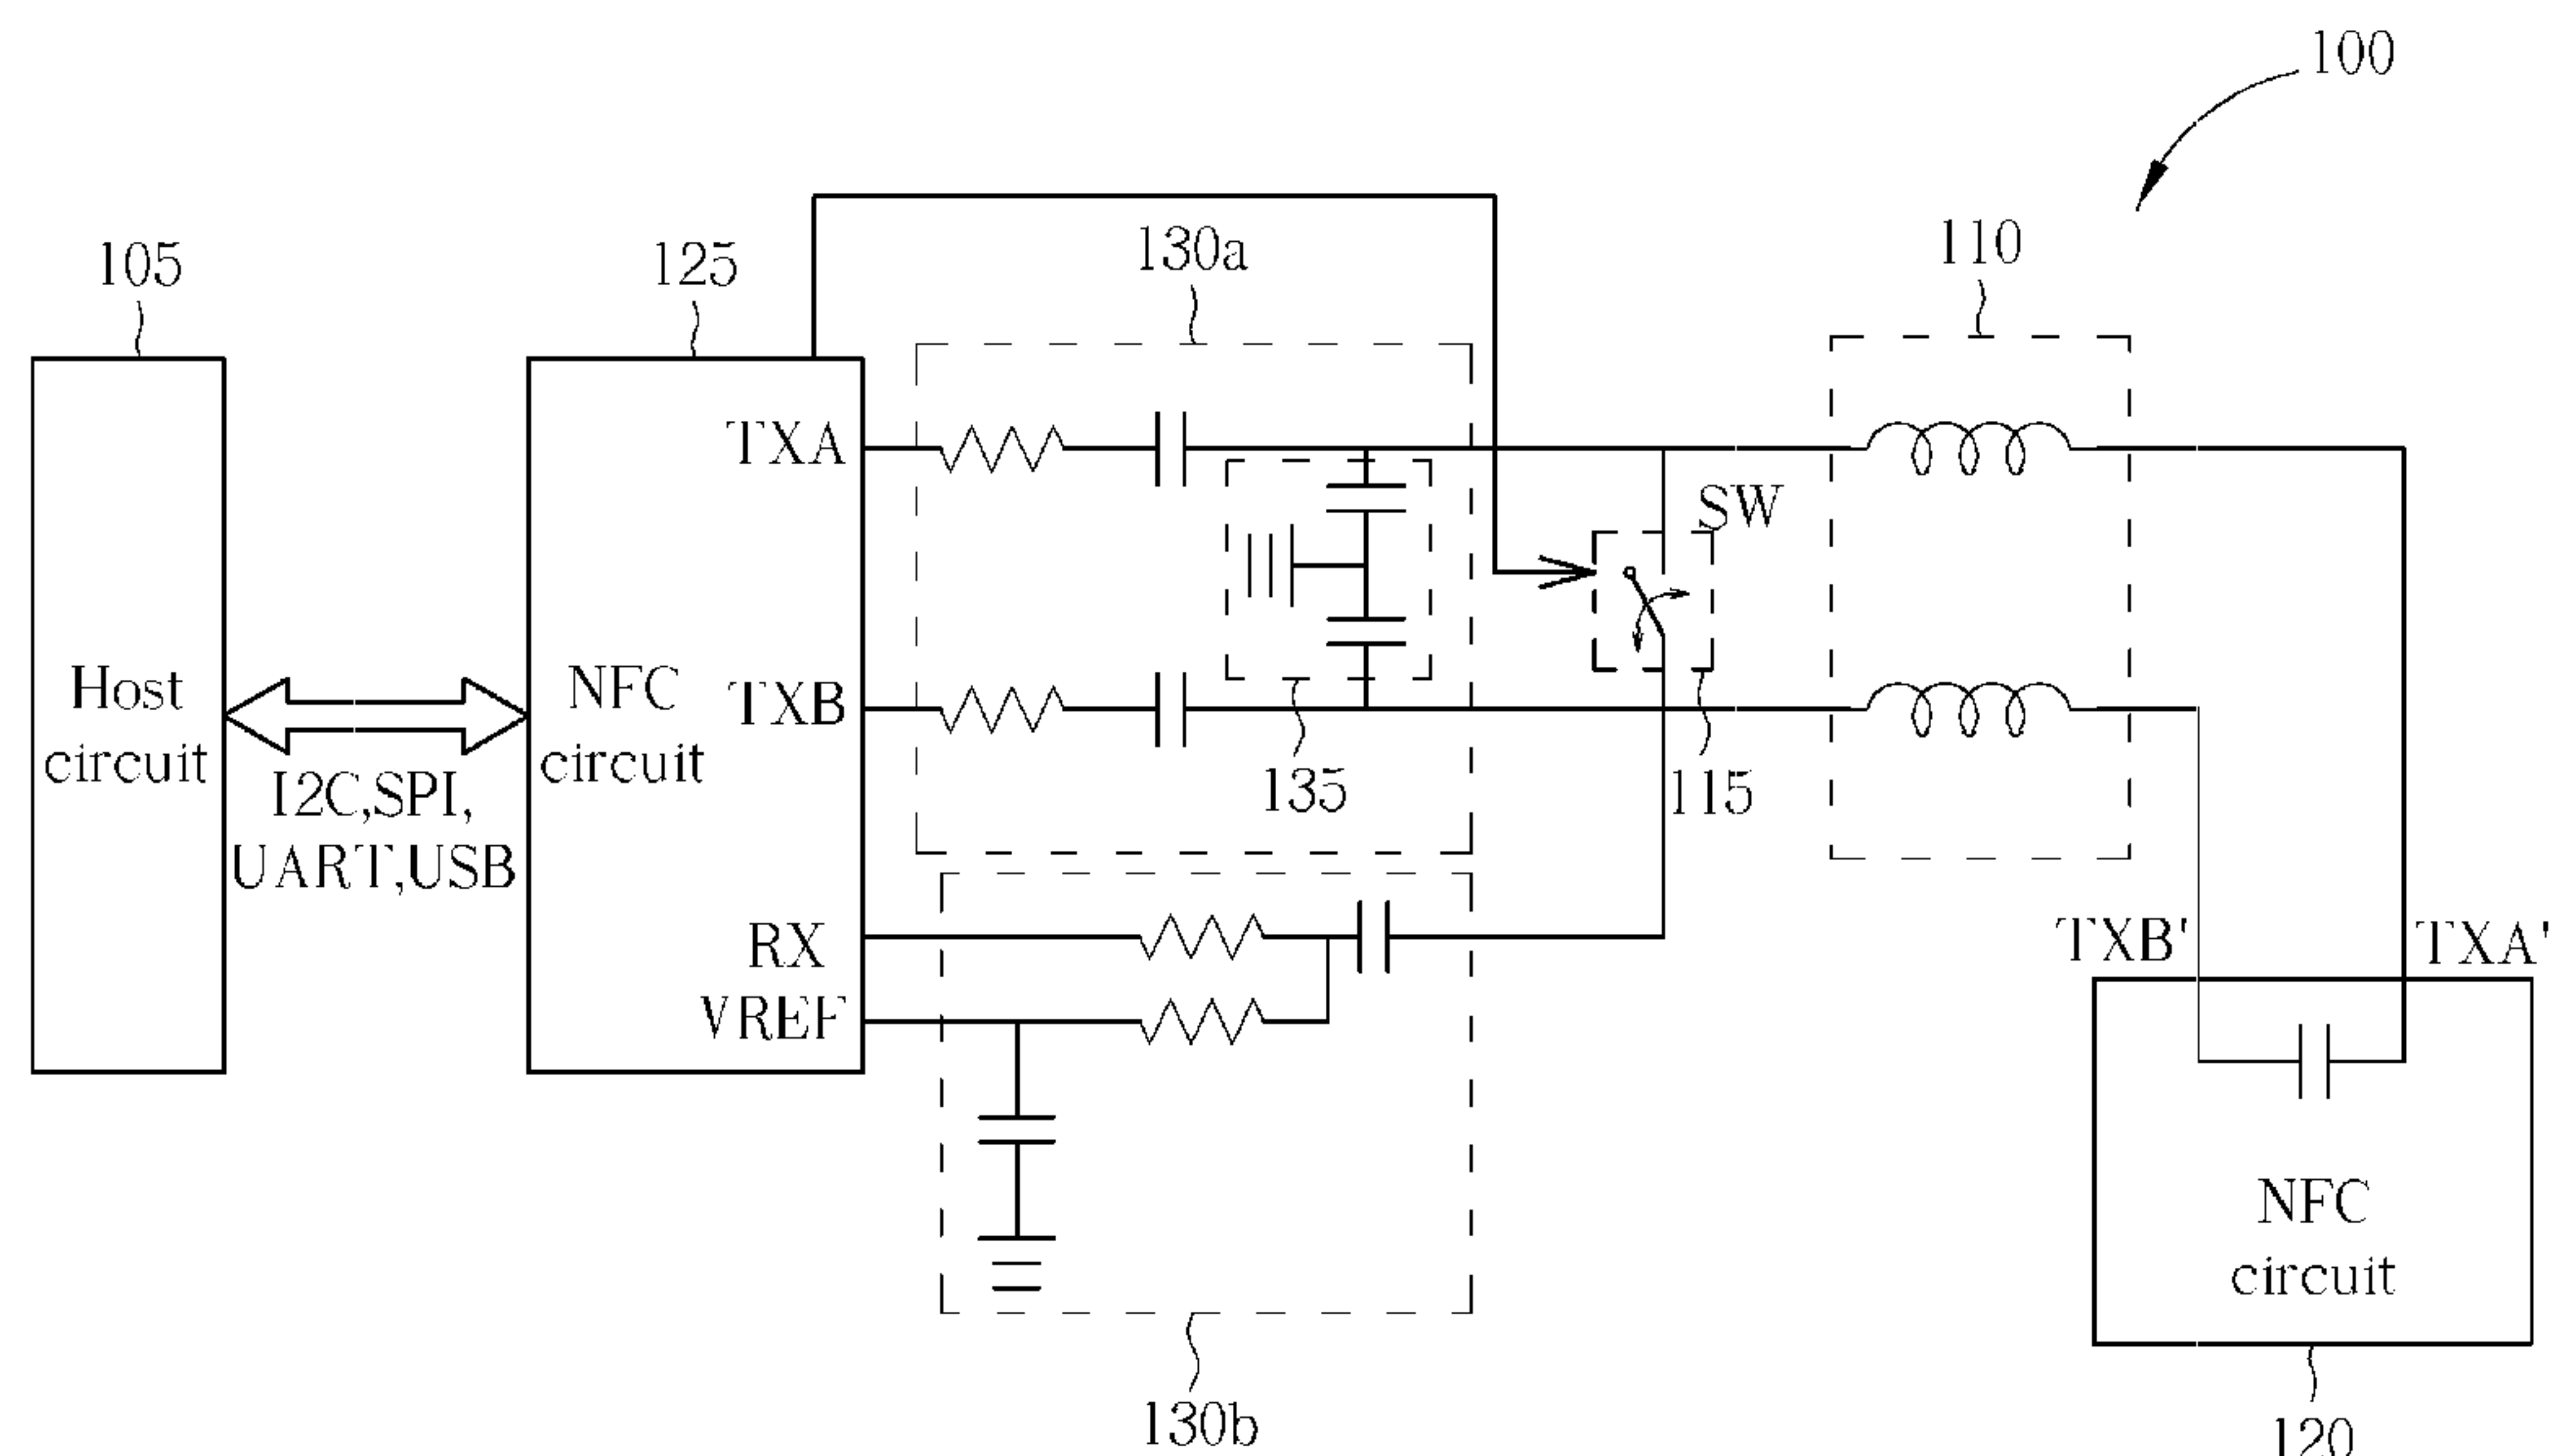 100
105
125
130a
110
TXA
SW
Host
circuit
NFC
circuit
TXB
I2C,SPI,
UART,USB
135
115
RX
VREF
TXB'
TXA'
NFC
circuit
130b
120